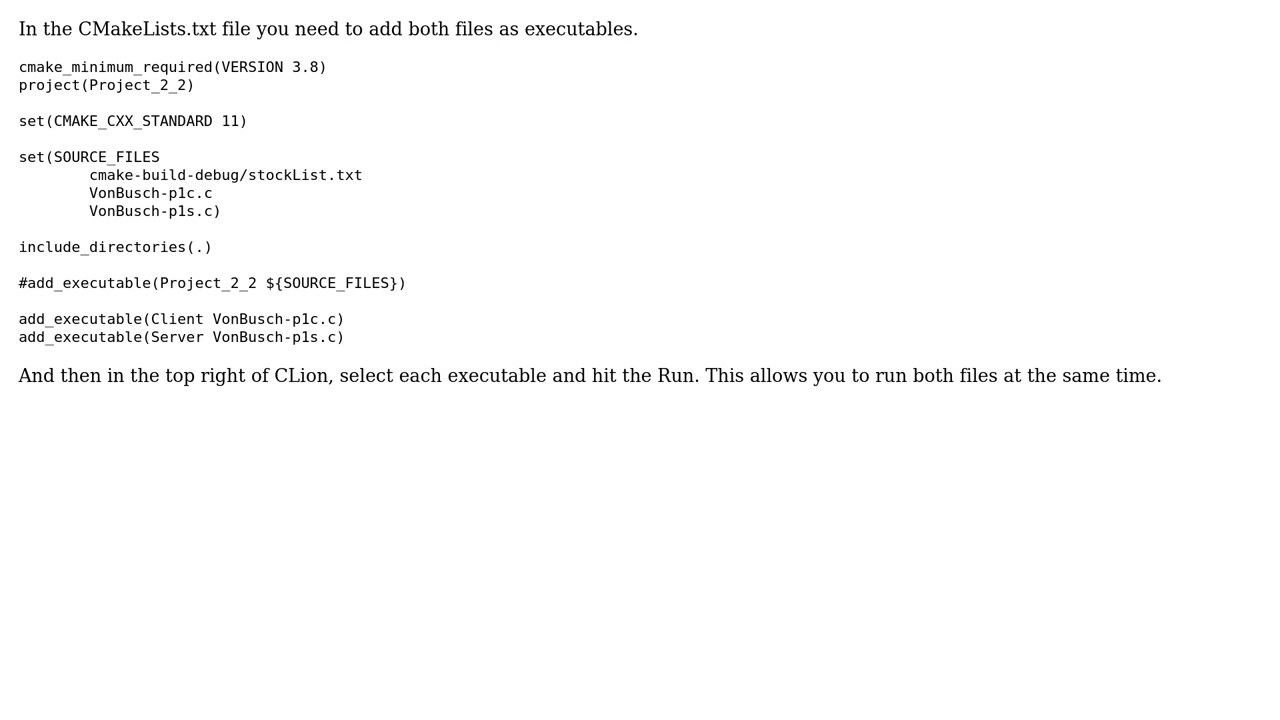 In the CMakeLists.txt file you need to add both files as executables.
cmake_minimum_required(VERSION 3.8)
project(Project_2_2)
set(CMAKE_CXX_STANDARD 11)
set(SOURCE_FILES
        cmake-build-debug/stockList.txt
        VonBusch-p1c.c
        VonBusch-p1s.c)
include_directories(.)
#add_executable(Project_2_2 ${SOURCE_FILES})
add_executable(Client VonBusch-p1c.c)
add_executable(Server VonBusch-p1s.c)
And then in the top right of CLion, select each executable and hit the Run. This allows you to run both files at the same time.